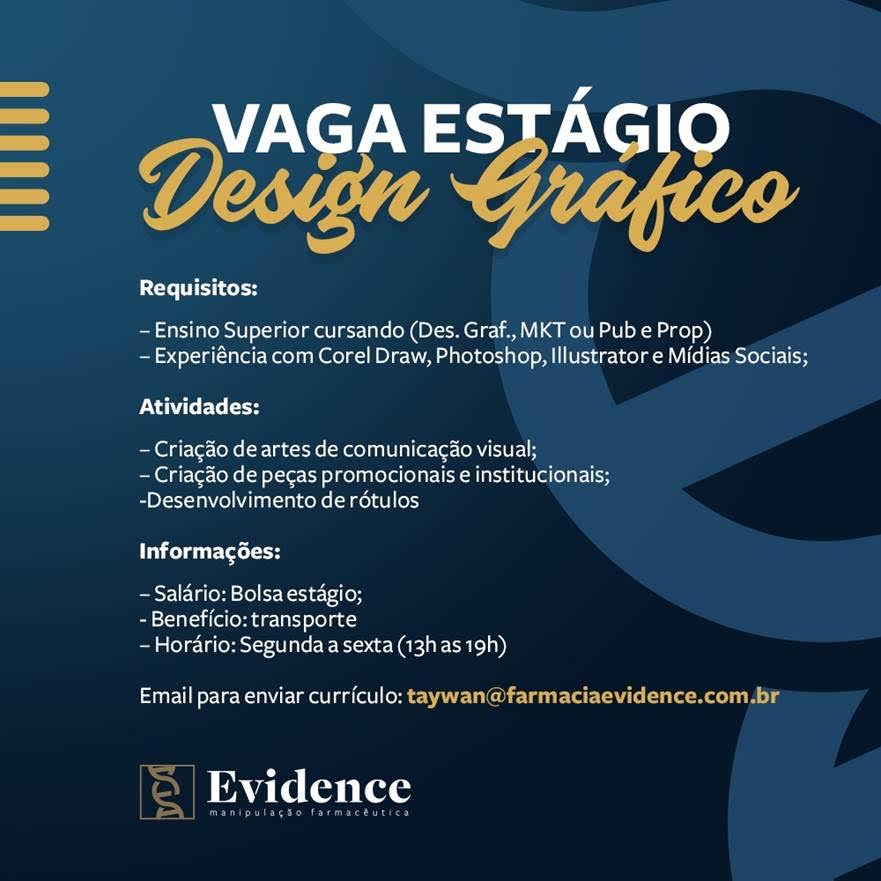 VAGA ESTÁGIO
Design Gráfico
Requisitos:
– Ensino Superior cursando (Des. Graf., MKT ou Pub e Prop)
– Experiência com Corel Draw, Photoshop, Illustrator e Mídias Sociais;
Atividades:
– Criação de artes de comunicação visual;
– Criação de peças promocionais e institucionais;
-Desenvolvimento de rótulos
Informações:
– Salário: Bolsa estágio;
- Benefício: transporte
– Horário: Segunda a sexta (13h as 19h)
Email para enviar currículo: taywan@farmaciaevidence.com.br
Evidence
manipulação farmacêutica